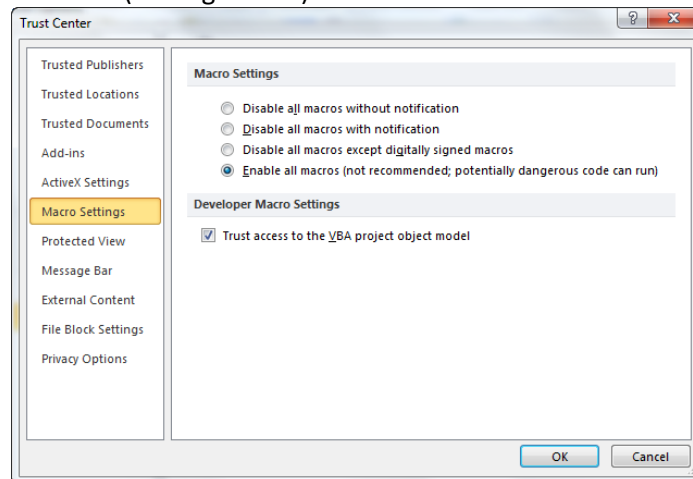 Trust Center
Trusted Publishers
Trusted Locations
Trusted Documents
Add-ins
ActiveX Settings
Macro Settings
Protected View
Message Bar
External Content
File Block Settings
Privacy Options
Macro Settings
Disable all macros without notification
Disable all macros with notification
Disable all macros except digitally signed macros
Enable all macros (not recommended; potentially dangerous code can run)
Developer Macro Settings
Trust access to the VBA project object model
OK
Cancel